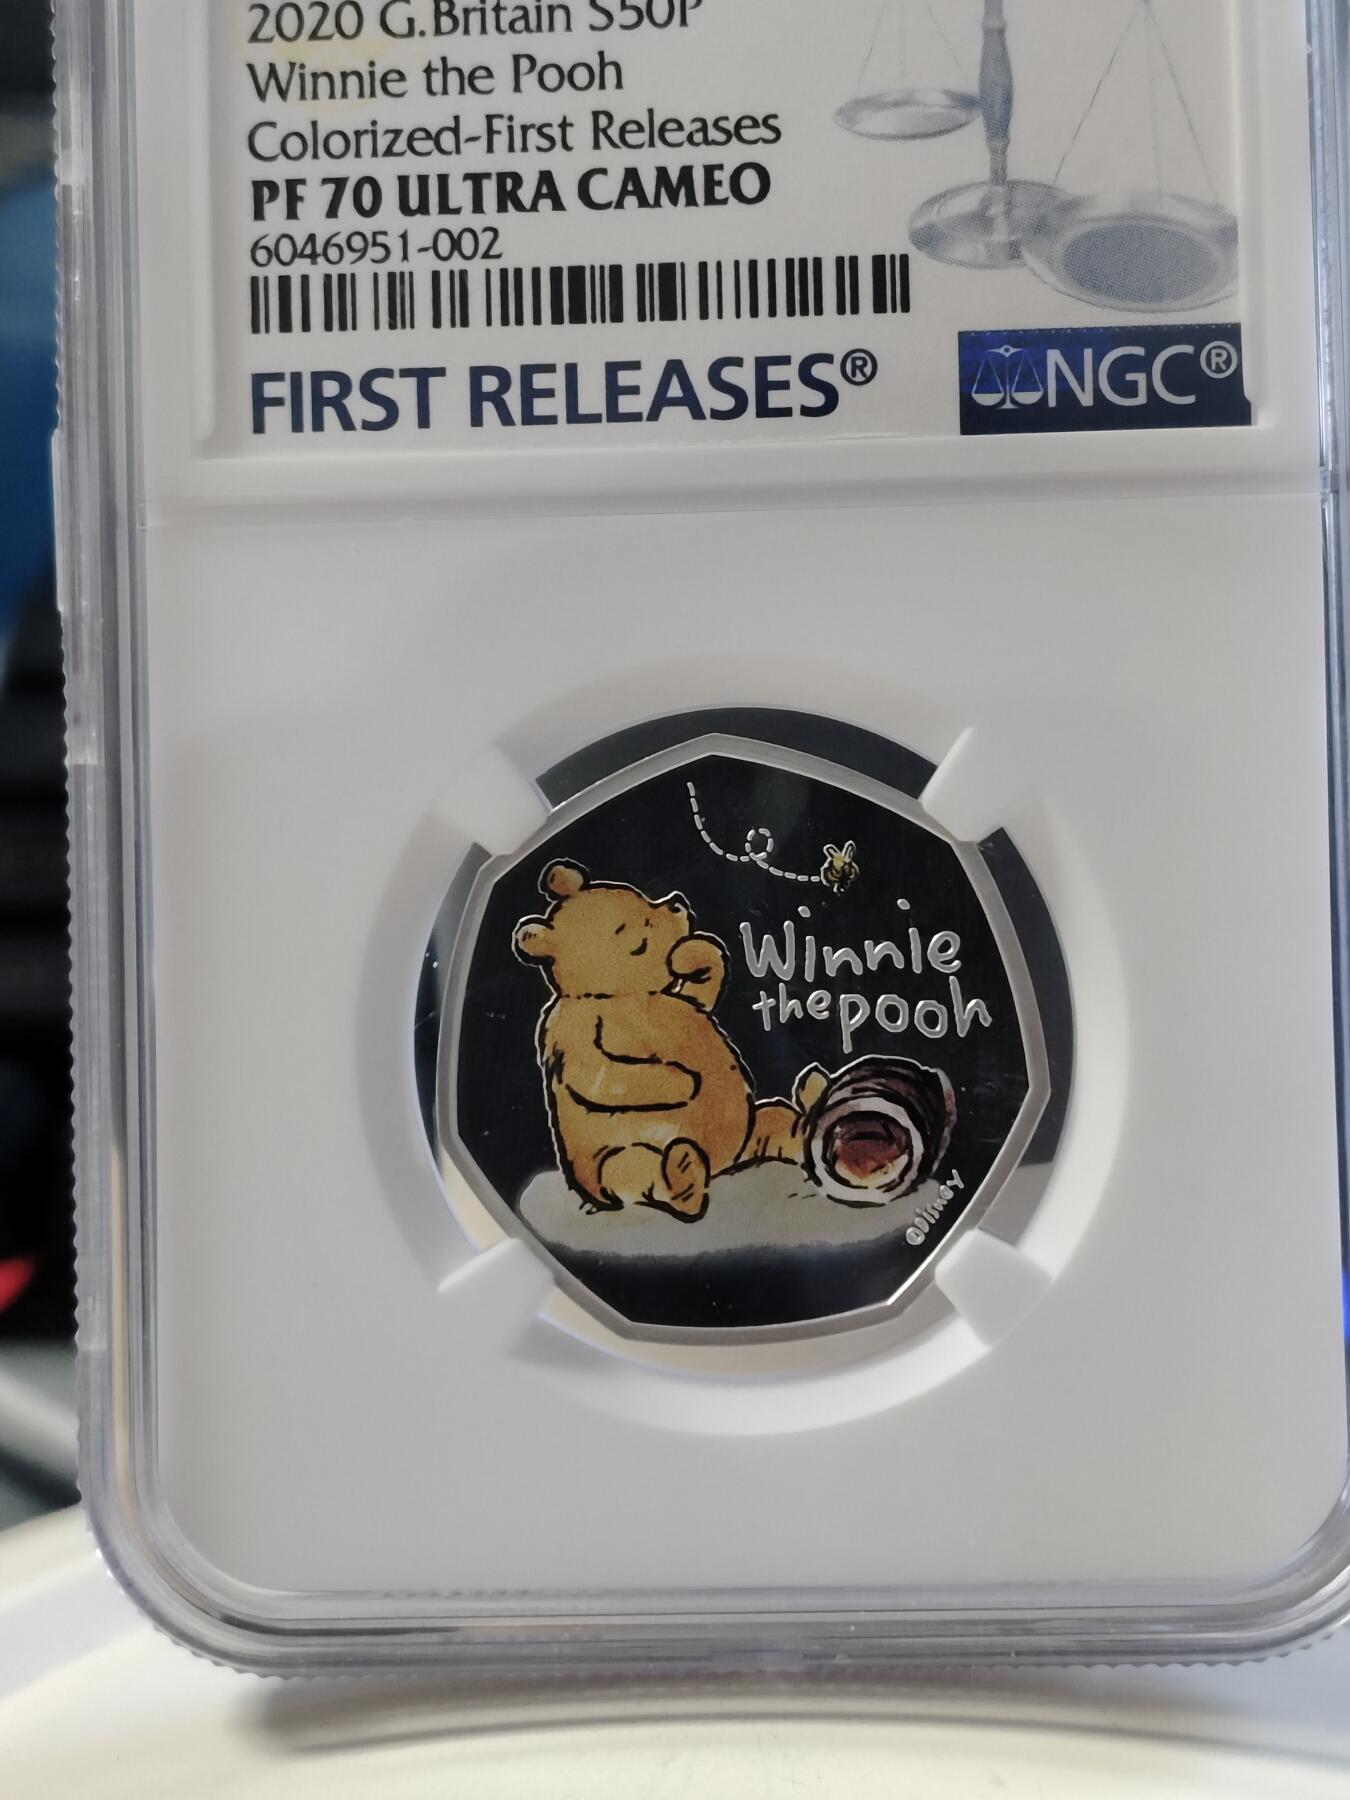 2020 G.Britain S50P
Winnie the Pooh
Colorized-First Releases
PF 70 ULTRA CAMEO
6046951-002
FIRST RELEASES®
NGC®
Winnie
the pooh
©Disney